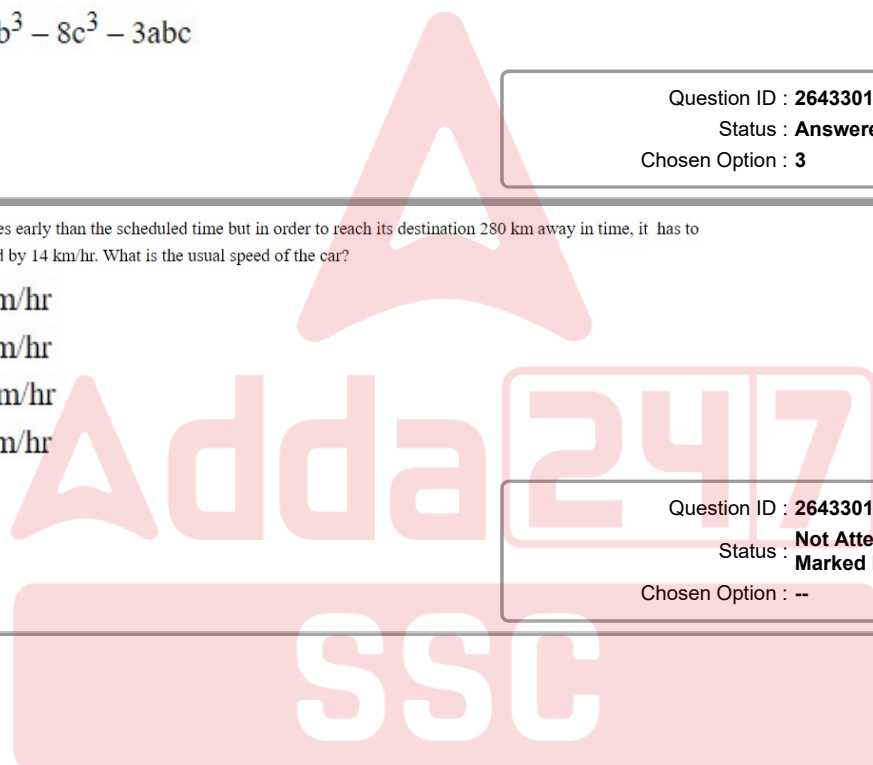 b³ – 8c³ – 3abc
Question ID : 2643301
Status : Answere
Chosen Option : 3
es early than the scheduled time but in order to reach its destination 280 km away in time, it has to
d by 14 km/hr. What is the usual speed of the car?
m/hr
m/hr
m/hr
m/hr
Adda247
Question ID : 2643301
Status : Not Atte
Marked
Chosen Option : --
SSC